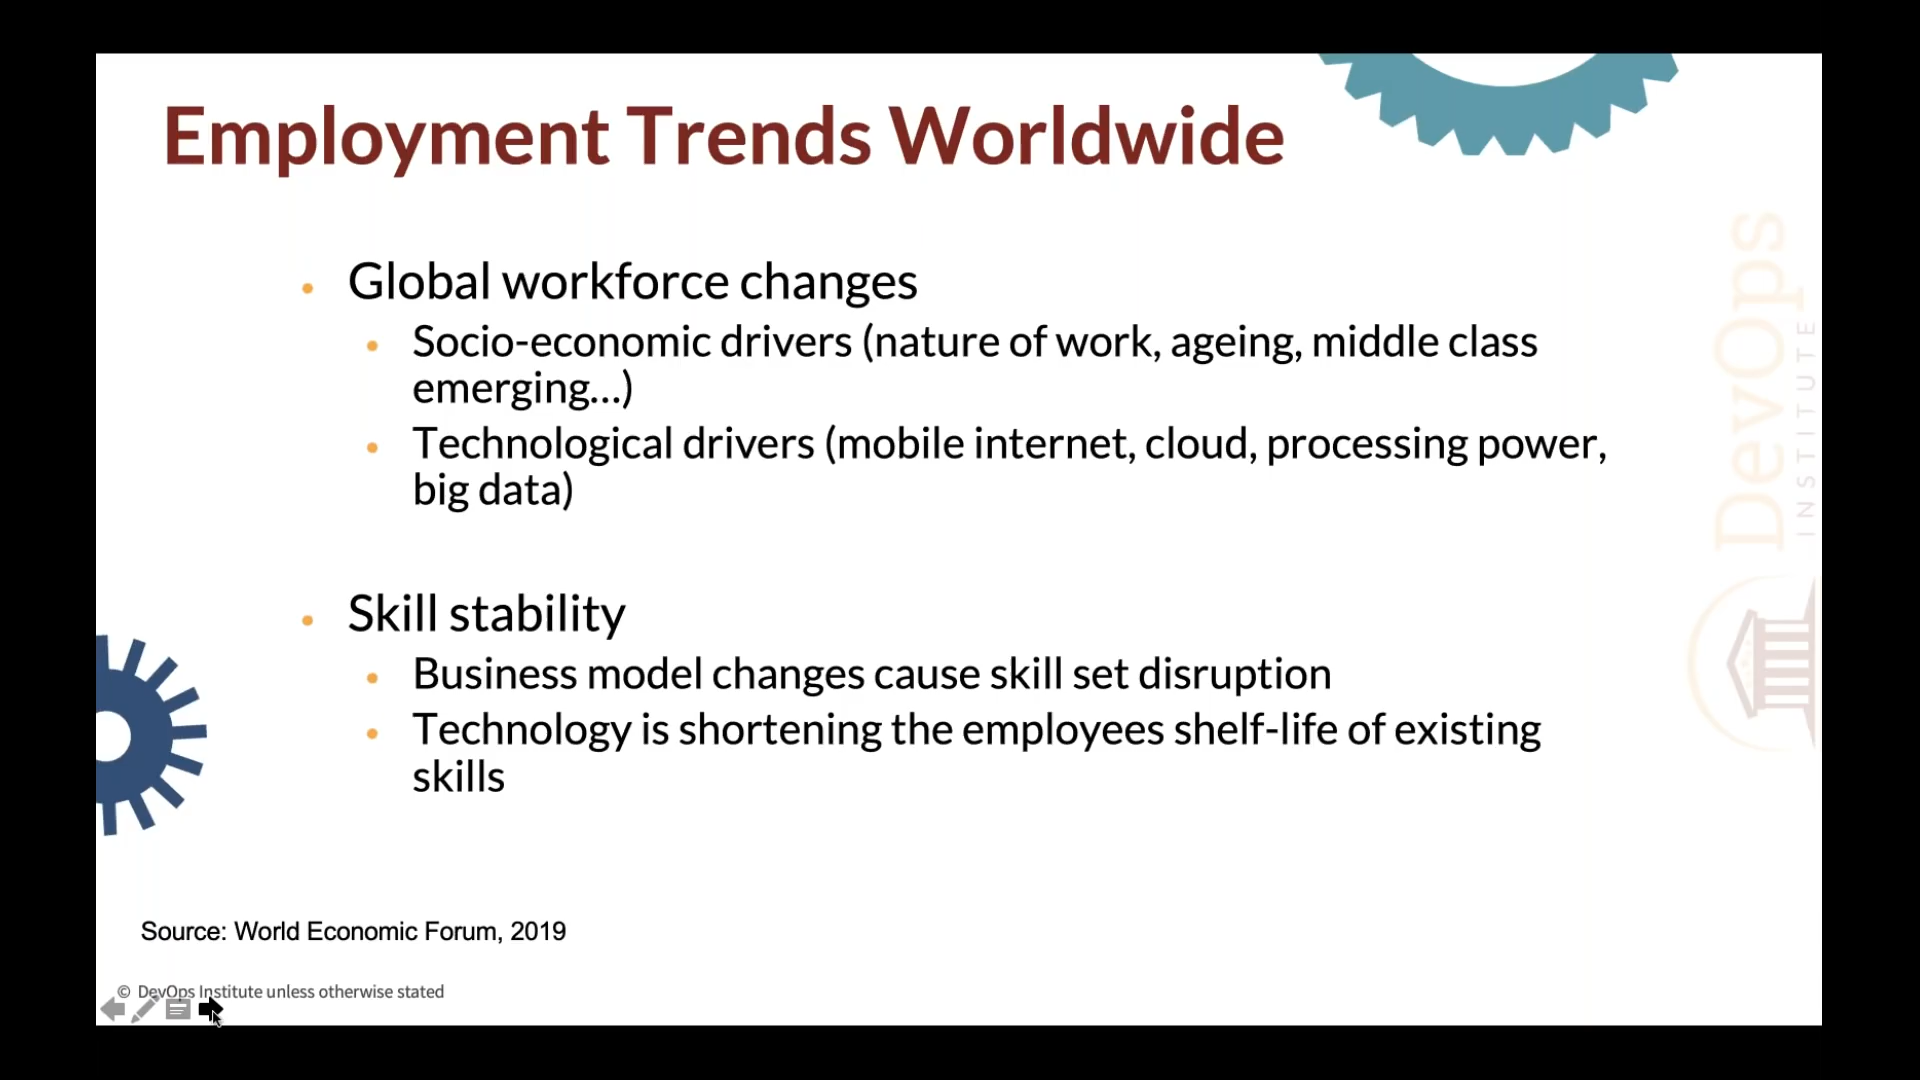 Employment Trends Worldwide
• Global workforce changes
• Socio-economic drivers (nature of work, ageing, middle class
emerging...)
• Technological drivers (mobile internet, cloud, processing power,
big data)
• Skill stability
• Business model changes cause skill set disruption
• Technology is shortening the employees shelf-life of existing
skills
Source: World Economic Forum, 2019
© DevOps Institute unless otherwise stated
DevOps
INSTITUTE